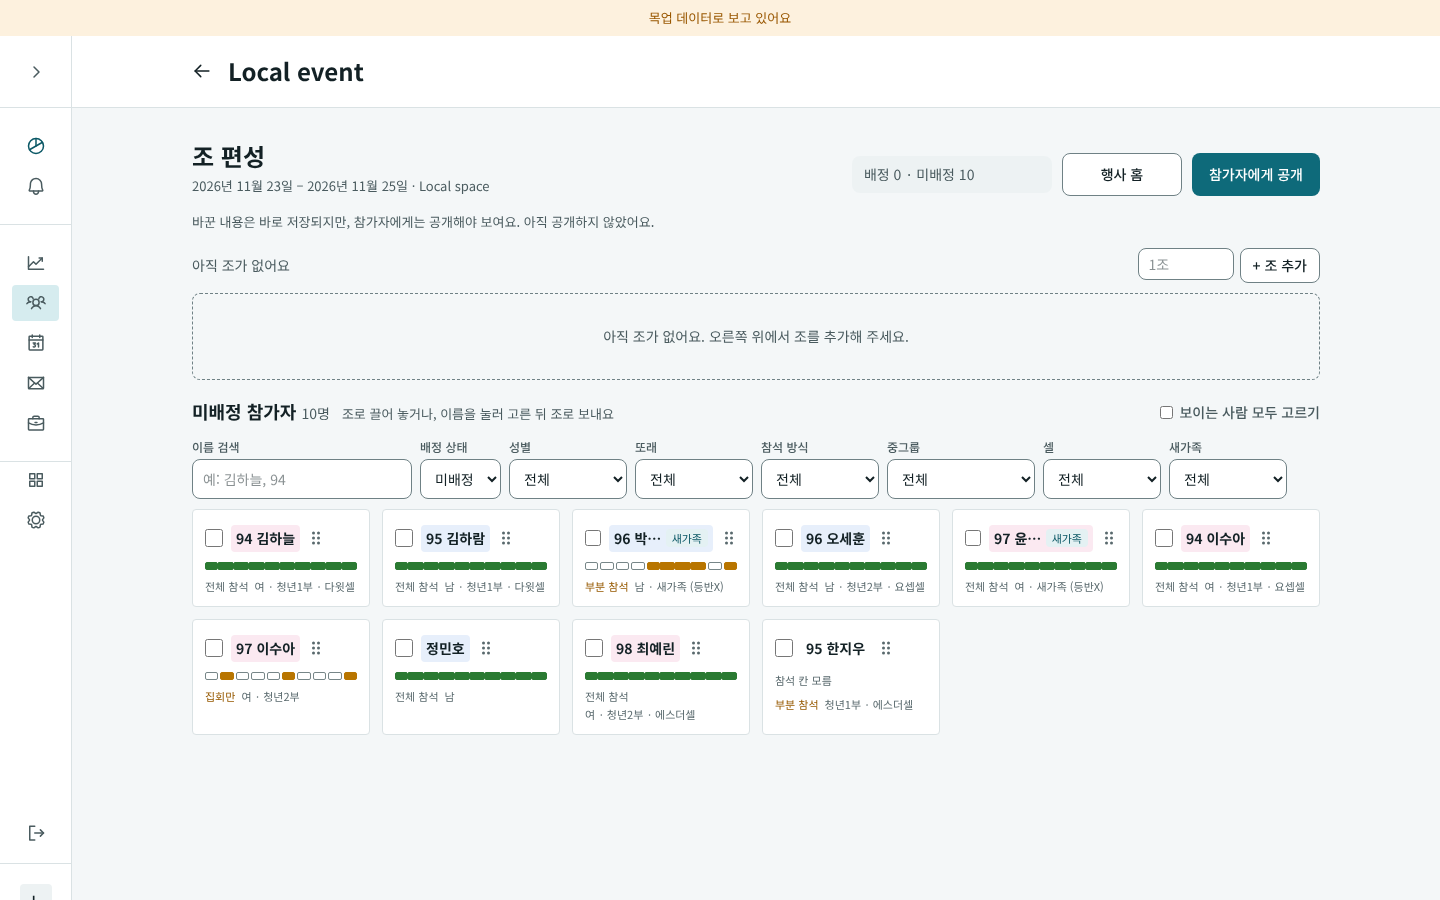 목업 데이터로 보고 있어요
Local event
조 편성
2026년 11월 23일 – 2026년 11월 25일 · Local space
배정 0 · 미배정 10
행사 홈
참가자에게 공개
바꾼 내용은 바로 저장되지만, 참가자에게는 공개해야 보여요. 아직 공개하지 않았어요.
아직 조가 없어요
1조
+ 조 추가
아직 조가 없어요. 오른쪽 위에서 조를 추가해 주세요.
미배정 참가자 10명 조로 끌어 놓거나, 이름을 눌러 고른 뒤 조로 보내요
보이는 사람 모두 고르기
이름 검색 배정 상태 성별 또래 참석 방식 중그룹 셀 새가족
예: 김하늘, 94 미배정 전체 전체 전체 전체 전체 전체
94 김하늘
전체 참석 여 · 청년1부 · 다윗셀
95 김하람
전체 참석 남 · 청년1부 · 다윗셀
96 박… 새가족
부분 참석 남 · 새가족 (등반X)
96 오세훈
전체 참석 남 · 청년2부 · 요셉셀
97 윤… 새가족
전체 참석 여 · 새가족 (등반X)
94 이수아
전체 참석 여 · 청년1부 · 요셉셀
97 이수아
집회만 여 · 청년2부
정민호
전체 참석 남
98 최예린
전체 참석
여 · 청년2부 · 에스더셀
95 한지우
참석 칸 모름
부분 참석 청년1부 · 에스더셀